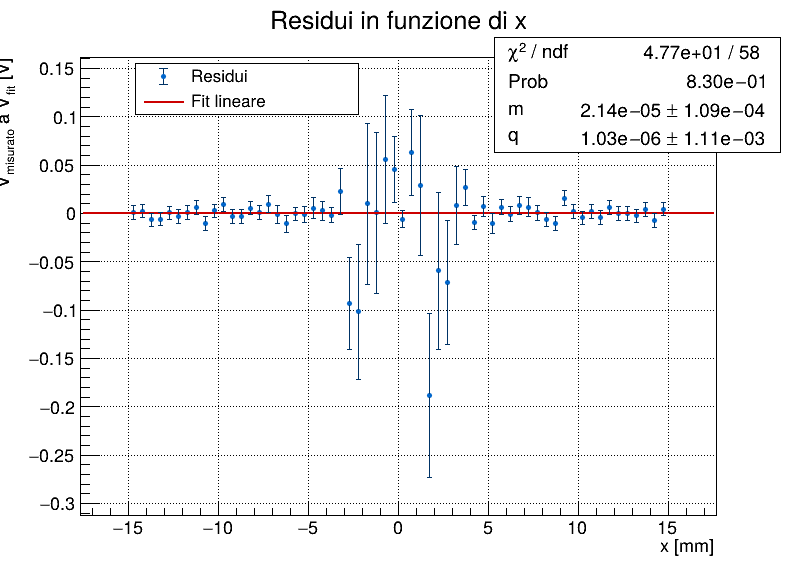 Residui in funzione di x
χ² / ndf 4.77e+01 / 58
Prob 8.30e−01
m 2.14e−05 ± 1.09e−04
q 1.03e−06 ± 1.11e−03
Residui
Fit lineare
V misurato a V fit [V]
0.15
0.1
0.05
0
−0.05
−0.1
−0.15
−0.2
−0.25
−0.3
−15 −10 −5 0 5 10 15
x [mm]